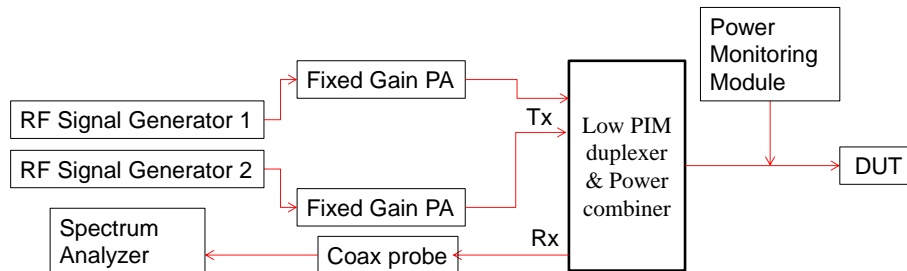 RF Signal Generator 1
RF Signal Generator 2
Fixed Gain PA
Fixed Gain PA
Tx
Rx
Spectrum
Analyzer
Coax probe
Low PIM
duplexer
& Power
combiner
Power
Monitoring
Module
DUT